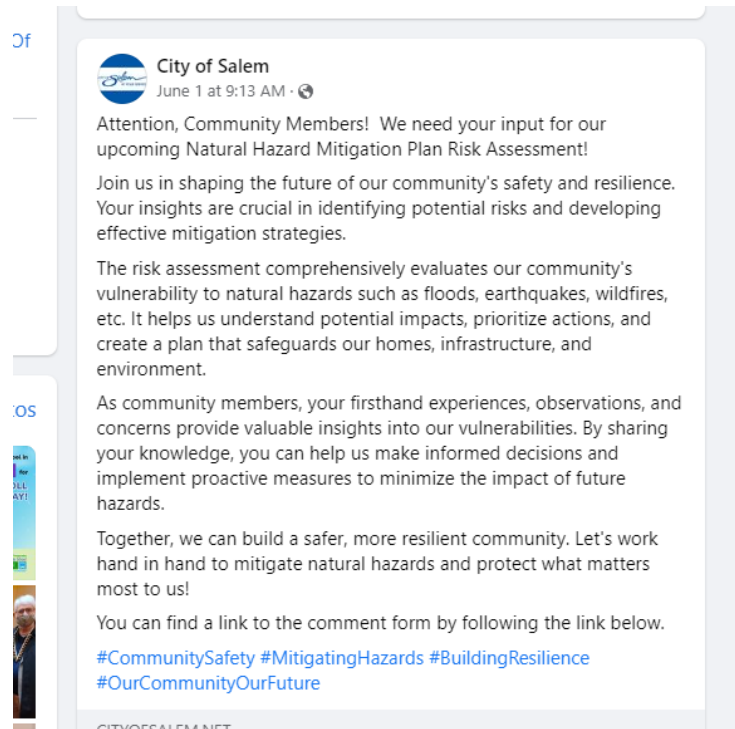 Of
City of Salem
June 1 at 9:13 AM ·
Attention, Community Members!  We need your input for our
upcoming Natural Hazard Mitigation Plan Risk Assessment!
Join us in shaping the future of our community's safety and resilience.
Your insights are crucial in identifying potential risks and developing
effective mitigation strategies.
The risk assessment comprehensively evaluates our community's
vulnerability to natural hazards such as floods, earthquakes, wildfires,
etc. It helps us understand potential impacts, prioritize actions, and
create a plan that safeguards our homes, infrastructure, and
environment.
As community members, your firsthand experiences, observations, and
concerns provide valuable insights into our vulnerabilities. By sharing
your knowledge, you can help us make informed decisions and
implement proactive measures to minimize the impact of future
hazards.
Together, we can build a safer, more resilient community. Let's work
hand in hand to mitigate natural hazards and protect what matters
most to us!
You can find a link to the comment form by following the link below.
#CommunitySafety #MitigatingHazards #BuildingResilience
#OurCommunityOurFuture
CITYOFSALEM.NET